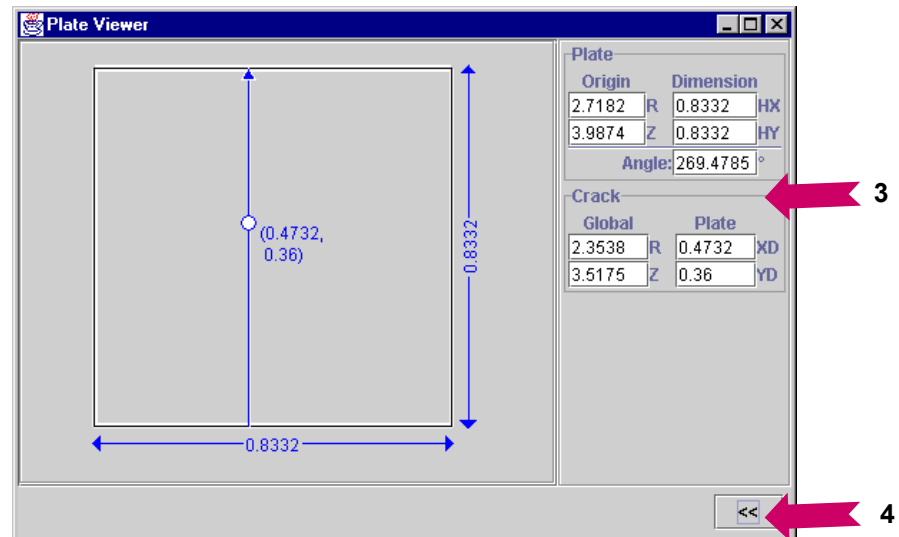 Plate Viewer
(0.4732,
0.36)
0.8332
0.8332
Plate
Origin Dimension
2.7182 R 0.8332 HX
3.9874 Z 0.8332 HY
Angle: 269.4785 °
Crack
Global Plate
2.3538 R 0.4732 XD
3.5175 Z 0.36 YD
3
<<
4